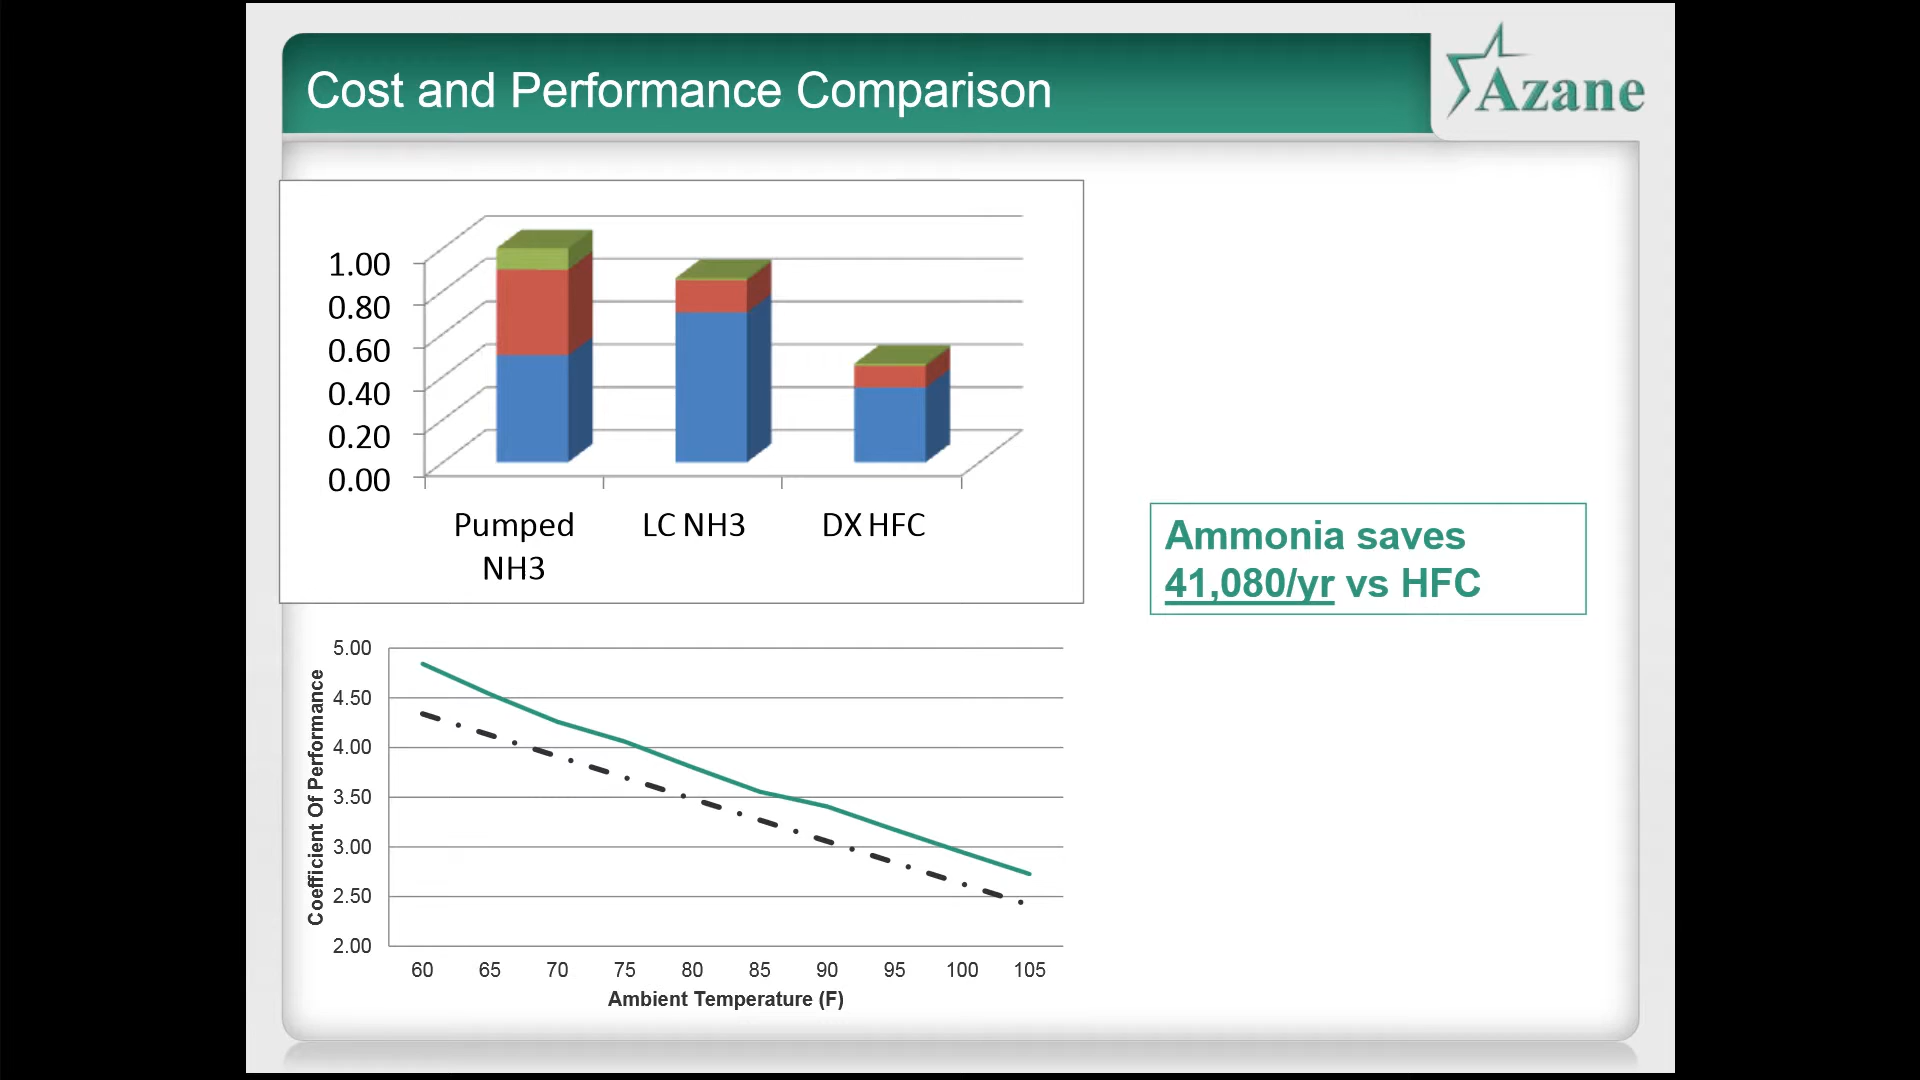 Cost and Performance Comparison
Azane
1.00
0.80
0.60
0.40
0.20
0.00
Pumped NH3
LC NH3
DX HFC
Ammonia saves
41,080/yr vs HFC
Coefficient Of Performance
5.00
4.50
4.00
3.50
3.00
2.50
2.00
60 65 70 75 80 85 90 95 100 105
Ambient Temperature (F)